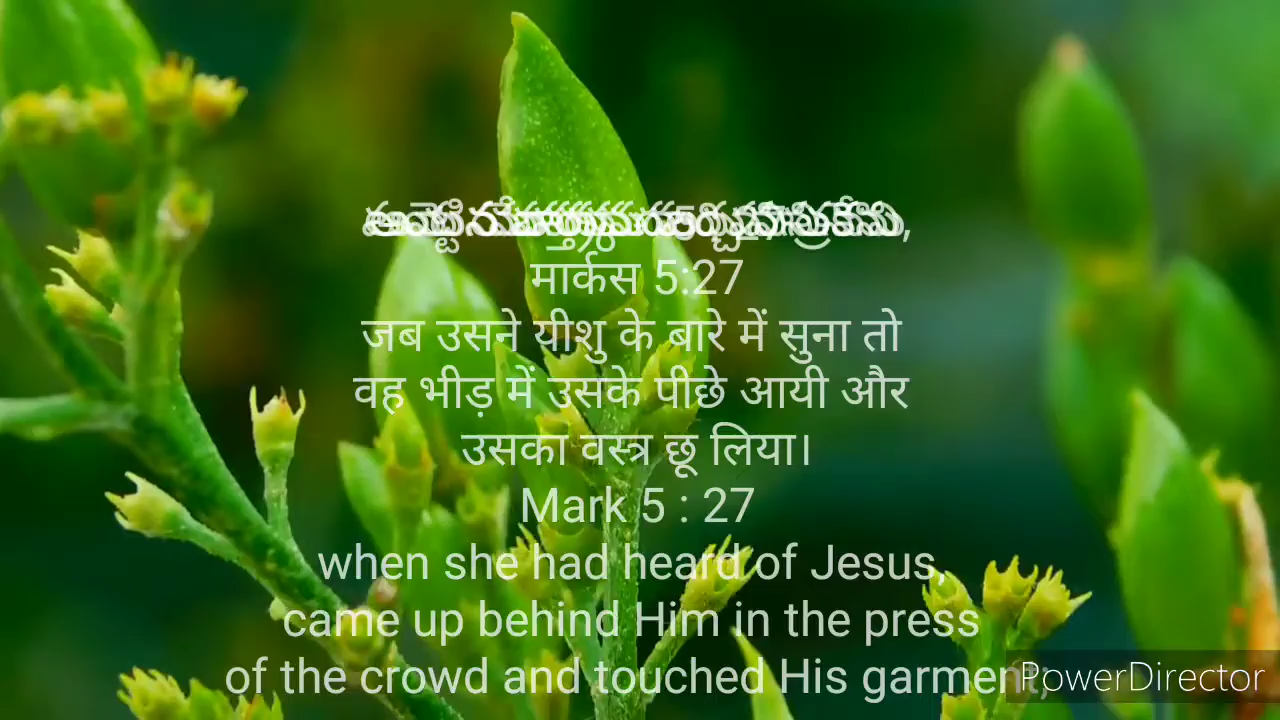 मार्कस 5:27
जब उसने यीशु के बारे में सुना तो
वह भीड़ में उसके पीछे आयी और
उसका वस्त्र छू लिया।
Mark 5 : 27
when she had heard of Jesus,
came up behind Him in the press
of the crowd and touched His garment;
PowerDirector